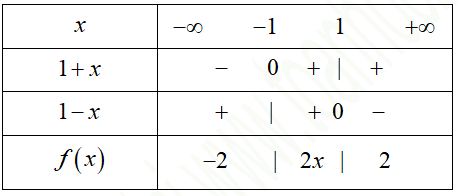 x −∞ −1 1 +∞
1+x − 0 + | +
1−x + | + 0 −
f(x) −2 | 2x | 2